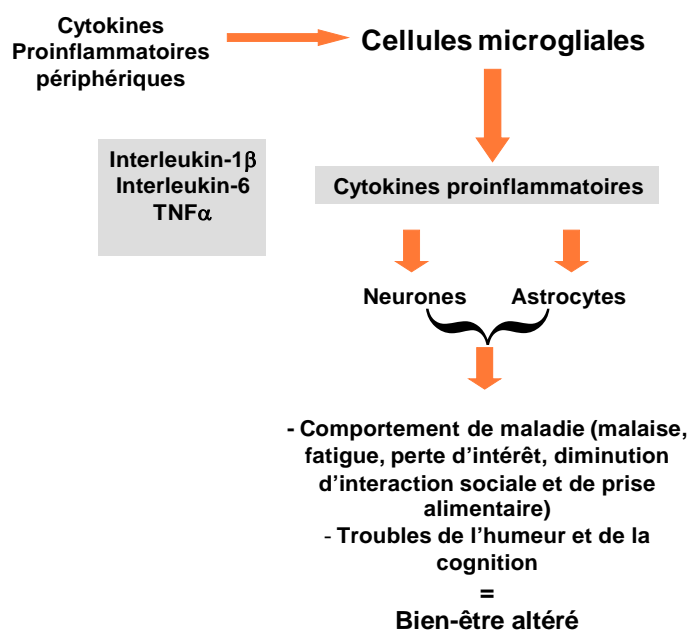 Cytokines
Proinflammatoires
périphériques
Cellules microgliales
Interleukin-1β
Interleukin-6
TNFα
Cytokines proinflammatoires
Neurones
Astrocytes
- Comportement de maladie (malaise,
fatigue, perte d’intérêt, diminution
d’interaction sociale et de prise
alimentaire)
- Troubles de l’humeur et de la
cognition
=
Bien-être altéré